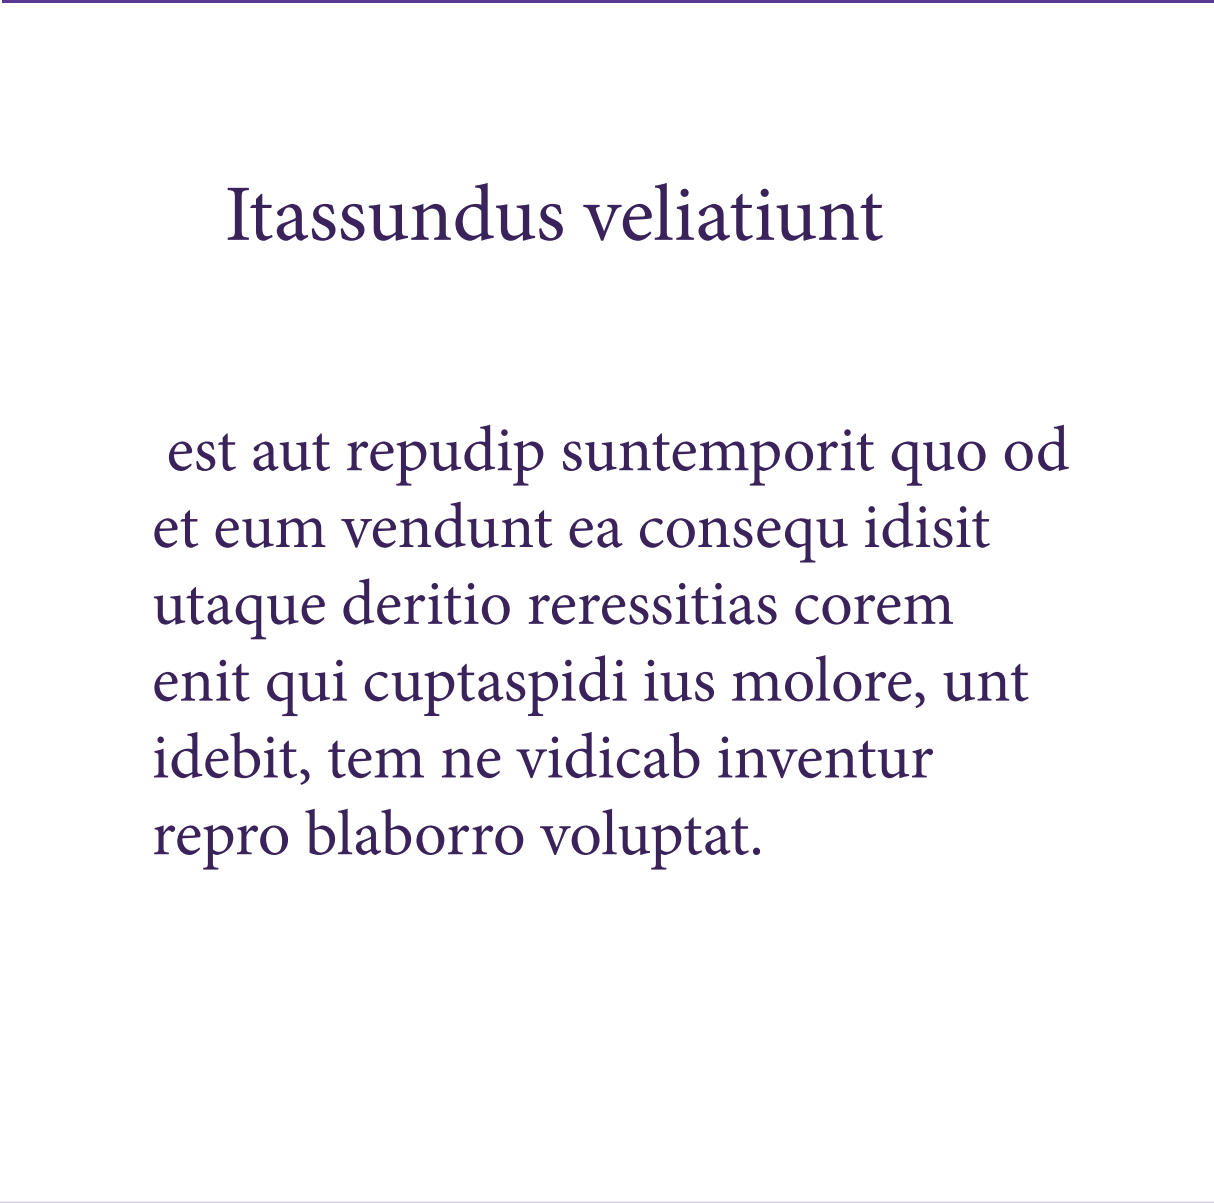 Itassundus veliatiunt
est aut repudip suntemporit quo od
et eum vendunt ea consequ idisit
utaque deritio reressitias corem
enit qui cuptaspidi ius molore, unt
idebit, tem ne vidicab inventur
repro blaborro voluptat.